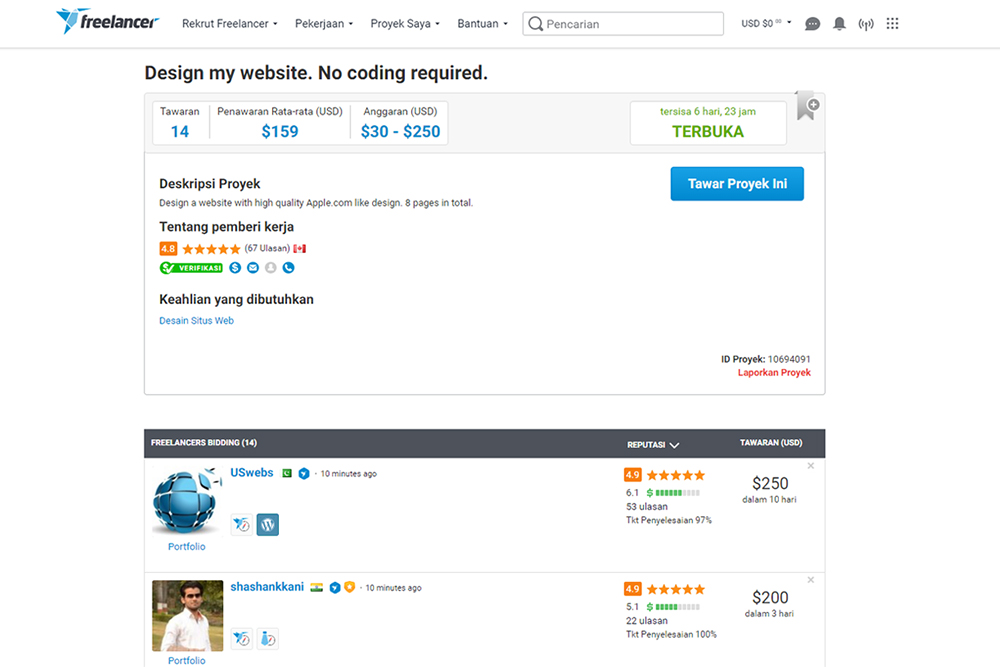 freelancer
Rekrut Freelancer Pekerjaan Proyek Saya Bantuan Pencarian USD $0 00
Design my website. No coding required.
Tawaran Penawaran Rata-rata (USD) Anggaran (USD) tersisa 6 hari, 23 jam
14 $159 $30 - $250 TERBUKA
Deskripsi Proyek Tawar Proyek Ini
Design a website with high quality Apple.com like design. 8 pages in total.
Tentang pemberi kerja
4.8 (67 Ulasan)
VERIFIKASI
Keahlian yang dibutuhkan
Desain Situs Web
ID Proyek: 10694091
Laporkan Proyek
FREELANCERS BIDDING (14) REPUTASI TAWARAN (USD)
USwebs · 10 minutes ago 4.9 $250
6.1 dalam 10 hari
53 ulasan
Tkt Penyelesaian 97%
Portfolio
shashankkani · 10 minutes ago 4.9 $200
5.1 dalam 3 hari
22 ulasan
Tkt Penyelesaian 100%
Portfolio